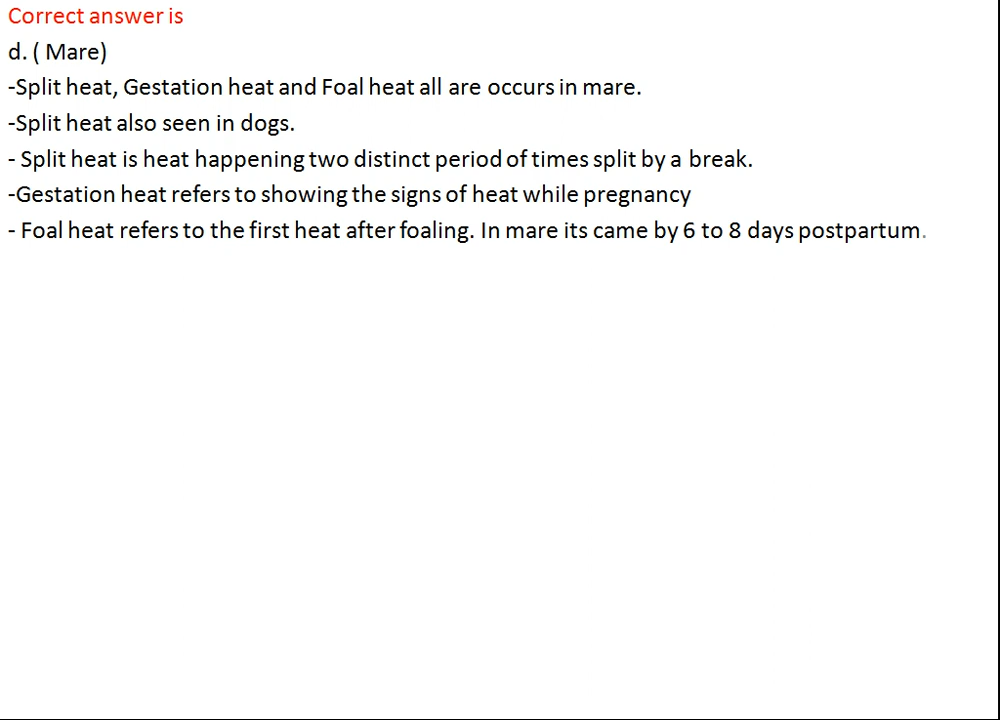 Correct answer is
d. ( Mare)
-Split heat, Gestation heat and Foal heat all are occurs in mare.
-Split heat also seen in dogs.
- Split heat is heat happening two distinct period of times split by a break.
-Gestation heat refers to showing the signs of heat while pregnancy
- Foal heat refers to the first heat after foaling. In mare its came by 6 to 8 days postpartum.